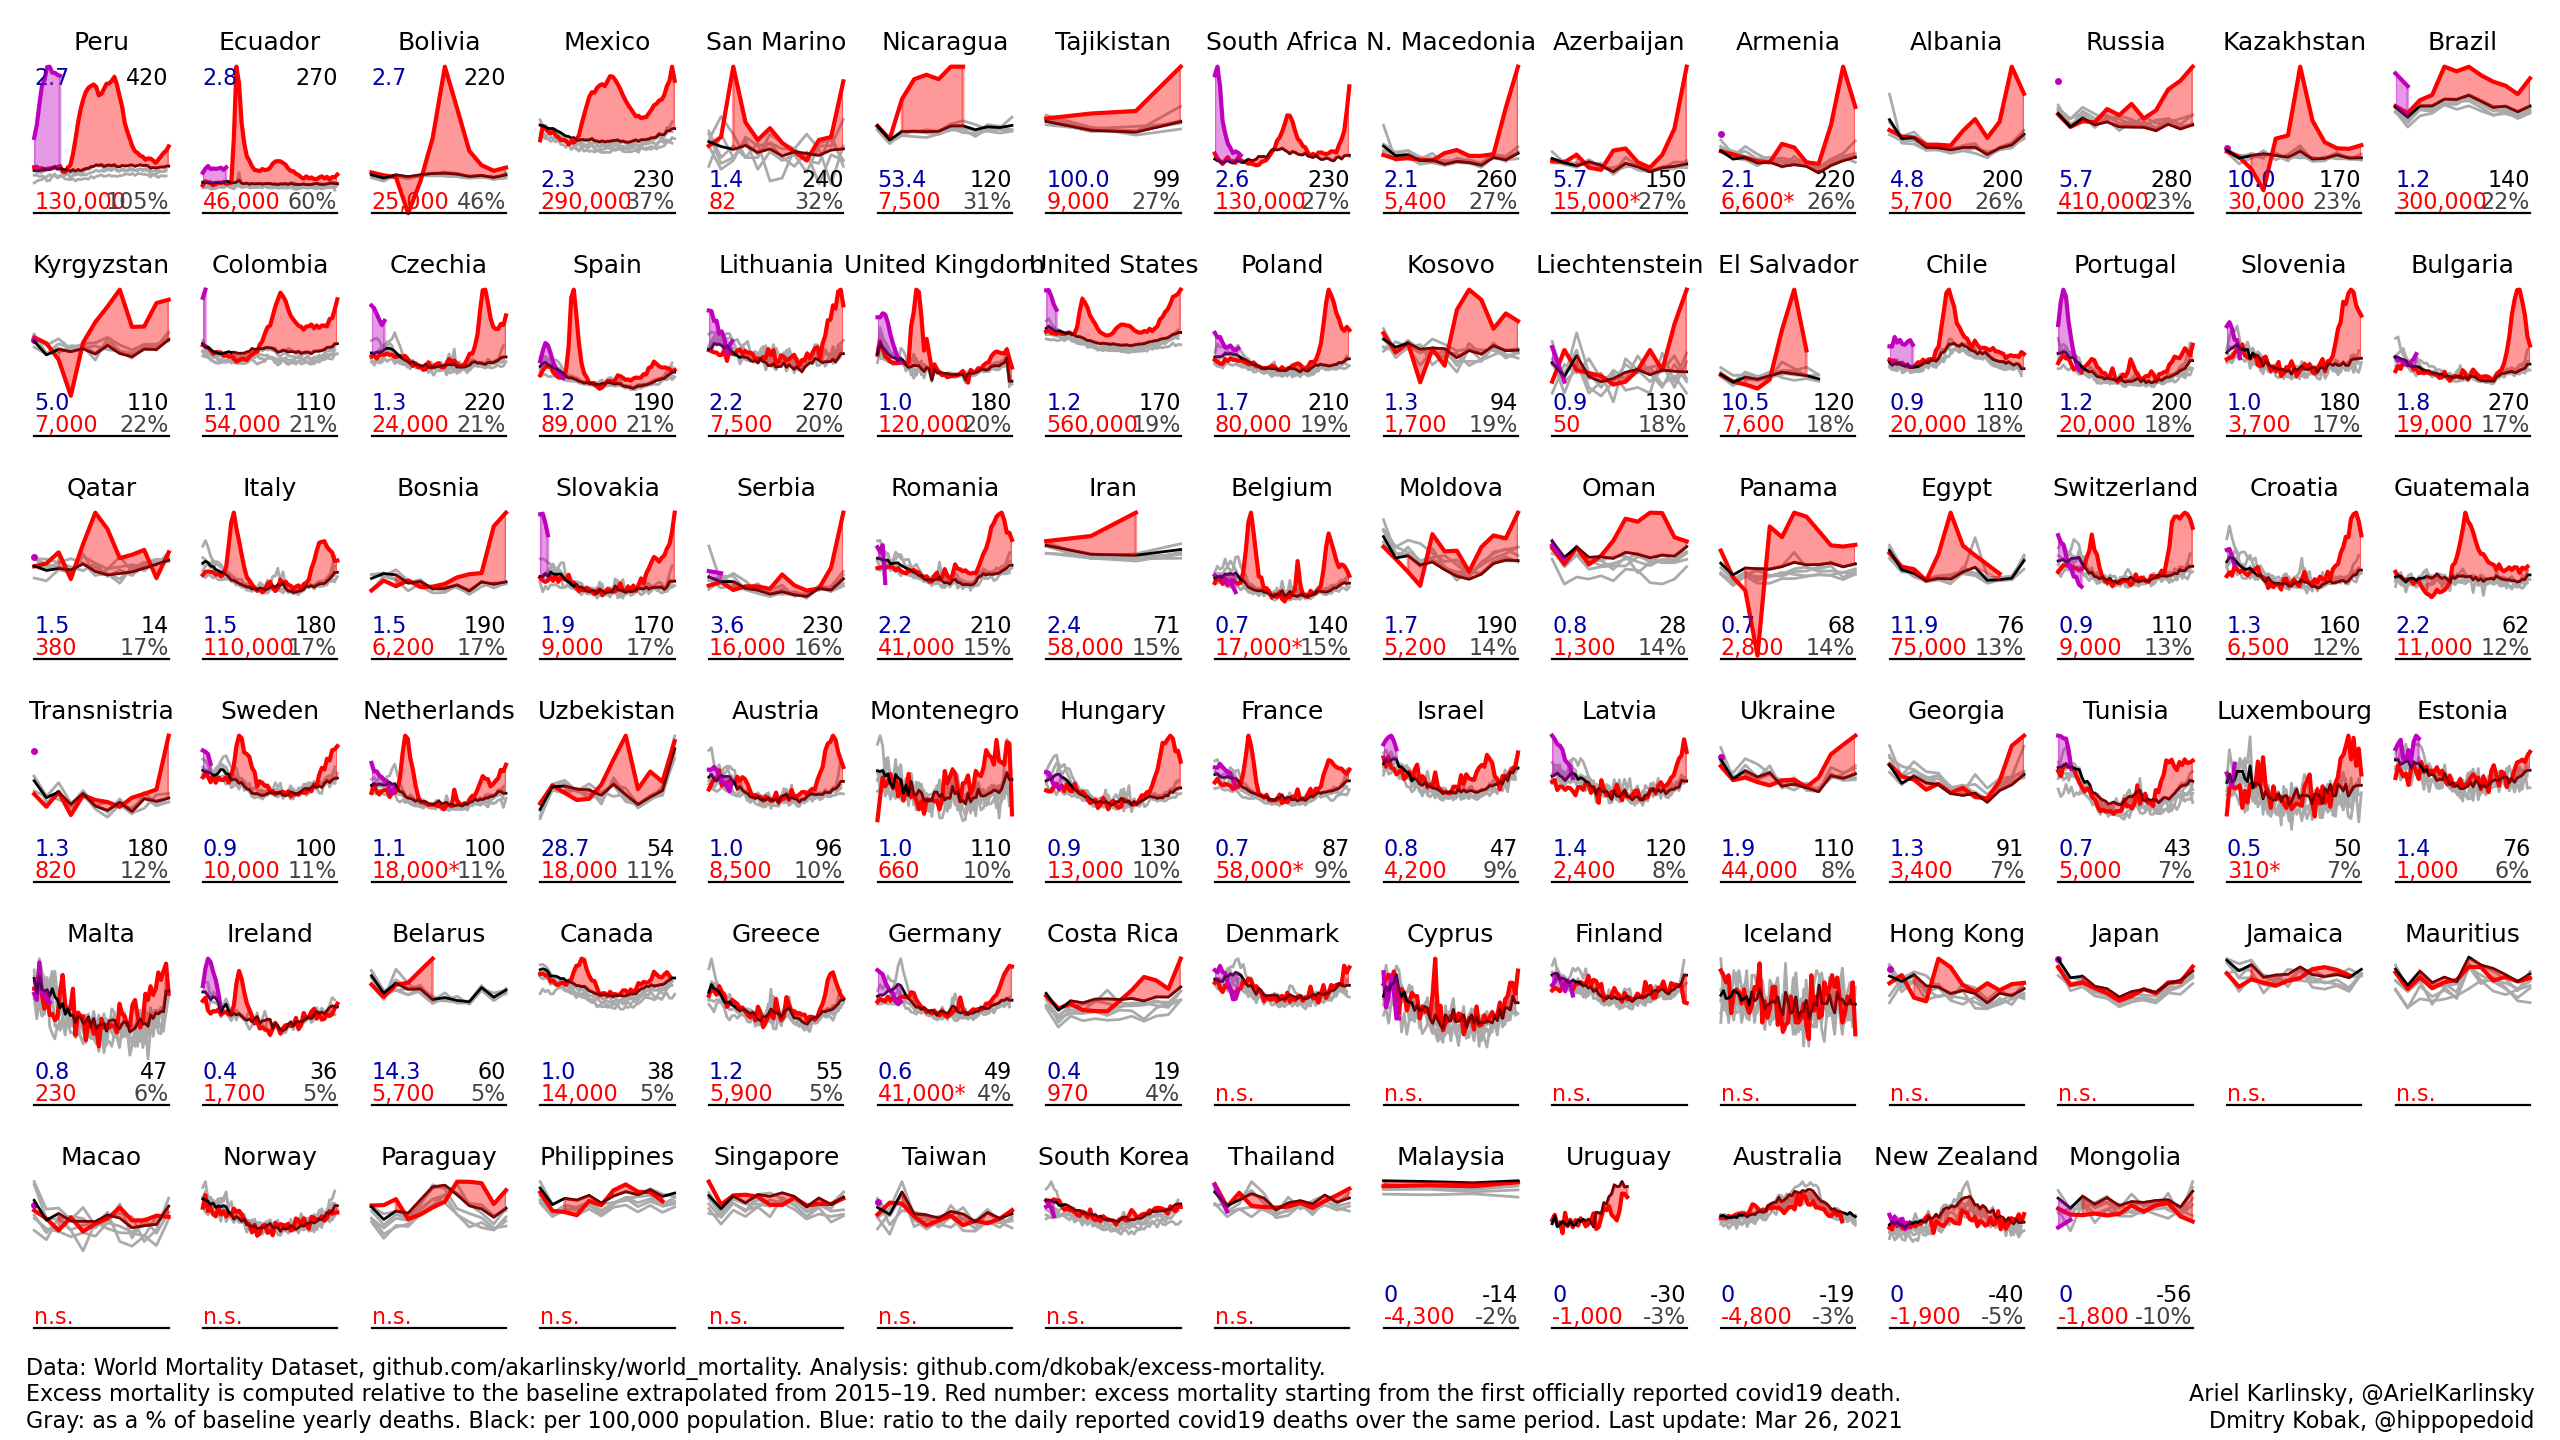 Peru Ecuador Bolivia Mexico San Marino Nicaragua Tajikistan South Africa N. Macedonia Azerbaijan Armenia Albania Russia Kazakhstan Brazil
2.7 420 2.8 270 2.7 220
2.3 230 1.4 240 53.4 120 100.0 99 2.6 230 2.1 260 5.7 150 2.1 220 4.8 200 5.7 280 10.0 170 1.2 140
130,000 105% 46,000 60% 25,000 46% 290,000 37% 82 32% 7,500 31% 9,000 27% 130,000 27% 5,400 27% 15,000* 27% 6,600* 26% 5,700 26% 410,000 23% 30,000 23% 300,000 22%
Kyrgyzstan Colombia Czechia Spain Lithuania United Kingdom United States Poland Kosovo Liechtenstein El Salvador Chile Portugal Slovenia Bulgaria
5.0 110 1.1 110 1.3 220 1.2 190 2.2 270 1.0 180 1.2 170 1.7 210 1.3 94 0.9 130 10.5 120 0.9 110 1.2 200 1.0 180 1.8 270
7,000 22% 54,000 21% 24,000 21% 89,000 21% 7,500 20% 120,000 20% 560,000 19% 80,000 19% 1,700 19% 50 18% 7,600 18% 20,000 18% 20,000 18% 3,700 17% 19,000 17%
Qatar Italy Bosnia Slovakia Serbia Romania Iran Belgium Moldova Oman Panama Egypt Switzerland Croatia Guatemala
1.5 14 1.5 180 1.5 190 1.9 170 3.6 230 2.2 210 2.4 71 0.7 140 1.7 190 0.8 28 0.7 68 11.9 76 0.9 110 1.3 160 2.2 62
380 17% 110,000 17% 6,200 17% 9,000 17% 16,000 16% 41,000 15% 58,000 15% 17,000* 15% 5,200 14% 1,300 14% 2,800 14% 75,000 13% 9,000 13% 6,500 12% 11,000 12%
Transnistria Sweden Netherlands Uzbekistan Austria Montenegro Hungary France Israel Latvia Ukraine Georgia Tunisia Luxembourg Estonia
1.3 180 0.9 100 1.1 100 28.7 54 1.0 96 1.0 110 0.9 130 0.7 87 0.8 47 1.4 120 1.9 110 1.3 91 0.7 43 0.5 50 1.4 76
820 12% 10,000 11% 18,000* 11% 18,000 11% 8,500 10% 660 10% 13,000 10% 58,000* 9% 4,200 9% 2,400 8% 44,000 8% 3,400 7% 5,000 7% 310* 7% 1,000 6%
Malta Ireland Belarus Canada Greece Germany Costa Rica Denmark Cyprus Finland Iceland Hong Kong Japan Jamaica Mauritius
0.8 47 0.4 36 14.3 60 1.0 38 1.2 55 0.6 49 0.4 19
230 6% 1,700 5% 5,700 5% 14,000 5% 5,900 5% 41,000* 4% 970 4% n.s. n.s. n.s. n.s. n.s. n.s. n.s. n.s.
Macao Norway Paraguay Philippines Singapore Taiwan South Korea Thailand Malaysia Uruguay Australia New Zealand Mongolia
0 -14 0 -30 0 -19 0 -40 0 -56
n.s. n.s. n.s. n.s. n.s. n.s. n.s. n.s. -4,300 -2% -1,000 -3% -4,800 -3% -1,900 -5% -1,800 -10%
Data: World Mortality Dataset, github.com/akarlinsky/world_mortality. Analysis: github.com/dkobak/excess-mortality.
Excess mortality is computed relative to the baseline extrapolated from 2015–19. Red number: excess mortality starting from the first officially reported covid19 death.
Gray: as a % of baseline yearly deaths. Black: per 100,000 population. Blue: ratio to the daily reported covid19 deaths over the same period. Last update: Mar 26, 2021
Ariel Karlinsky, @ArielKarlinsky
Dmitry Kobak, @hippopedoid